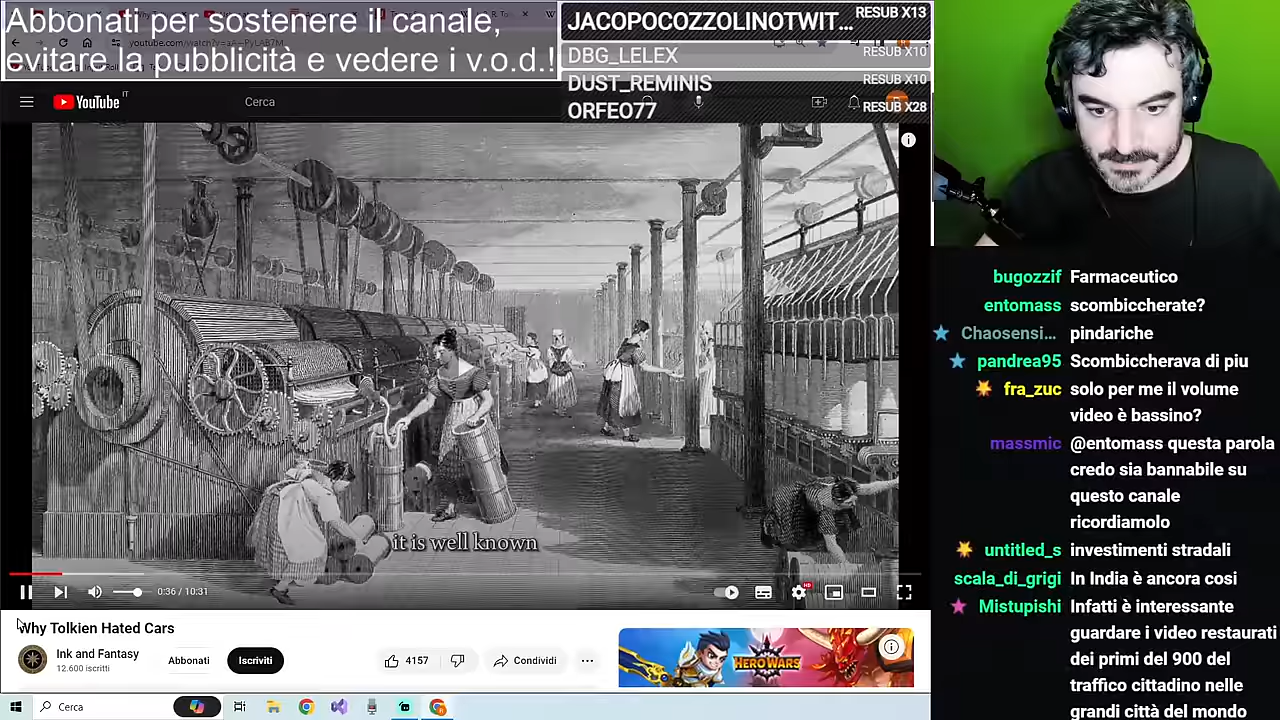 Abbonati per sostenere il canale,
evitare la pubblicità e vedere i v.o.d.!
JACOPOCOZZOLINOTWIT... RESUB X13
DBG_LELEX RESUB X10
DUST_REMINIS RESUB X10
ORFEO77 RESUB X28
YouTube IT
Cerca
it is well known
0:36 / 10:31
HD
Why Tolkien Hated Cars
Ink and Fantasy
12.600 iscritti
Abbonati
Iscriviti
4157
Condividi
HERO WARS
Cerca
bugozzif Farmaceutico
entomass scombiccherate?
Chaosensi... pindariche
pandrea95 Scombiccherava di piu
fra_zuc solo per me il volume
video è bassino?
massmic @entomass questa parola
credo sia bannabile su
questo canale
ricordiamolo
untitled_s investimenti stradali
scala_di_grigi In India è ancora cosi
Mistupishi Infatti è interessante
guardare i video restaurati
dei primi del 900 del
traffico cittadino nelle
grandi città del mondo